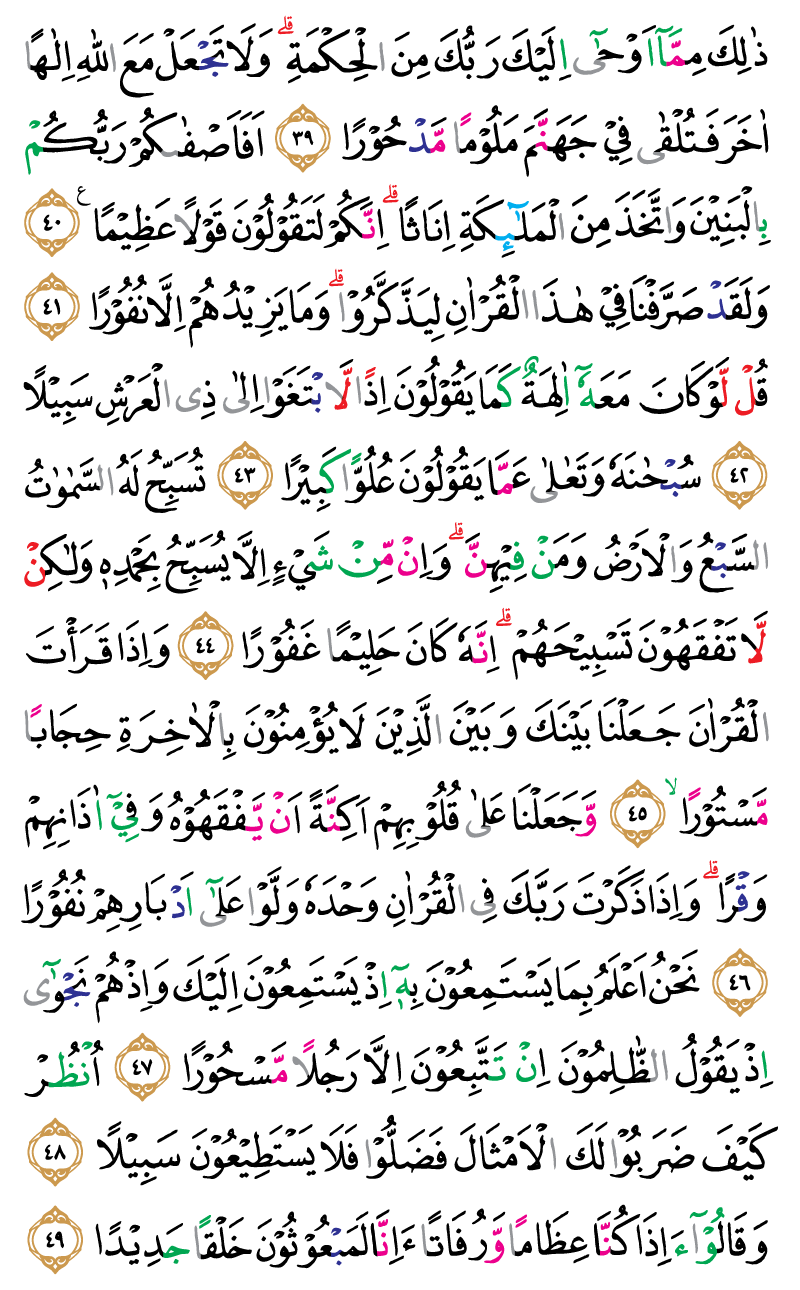 ذٰلِكَ مِمَّآ اَوْحٰٓى اِلَيْكَ رَبُّكَ مِنَ الْحِكْمَةِ ۗ وَلَا تَجْعَلْ مَعَ اللّٰهِ اِلٰهًا
اٰخَرَ فَتُلْقٰى فِيْ جَهَنَّمَ مَلُوْمًا مَّدْحُوْرًا ٣٩ اَفَاَصْفٰىكُمْ رَبُّكُمْ
بِالْبَنِيْنَ وَاتَّخَذَ مِنَ الْمَلٰۤىِٕكَةِ اِنَاثًا ۗ اِنَّكُمْ لَتَقُوْلُوْنَ قَوْلًا عَظِيْمًا ࣖ ٤٠
وَلَقَدْ صَرَّفْنَا فِيْ هٰذَا الْقُرْاٰنِ لِيَذَّكَّرُوْا ۗ وَمَا يَزِيْدُهُمْ اِلَّا نُفُوْرًا ٤١
قُلْ لَّوْ كَانَ مَعَهٗٓ اٰلِهَةٌ كَمَا يَقُوْلُوْنَ اِذًا لَّابْتَغَوْا اِلٰى ذِى الْعَرْشِ سَبِيْلًا
٤٢ سُبْحٰنَهٗ وَتَعٰلٰى عَمَّا يَقُوْلُوْنَ عُلُوًّا كَبِيْرًا ٤٣ تُسَبِّحُ لَهُ السَّمٰوٰتُ
السَّبْعُ وَالْاَرْضُ وَمَنْ فِيْهِنَّ ۗ وَاِنْ مِّنْ شَيْءٍ اِلَّا يُسَبِّحُ بِحَمْدِهٖ وَلٰكِنْ
لَّا تَفْقَهُوْنَ تَسْبِيْحَهُمْ ۗ اِنَّهٗ كَانَ حَلِيْمًا غَفُوْرًا ٤٤ وَاِذَا قَرَأْتَ
الْقُرْاٰنَ جَعَلْنَا بَيْنَكَ وَبَيْنَ الَّذِيْنَ لَا يُؤْمِنُوْنَ بِالْاٰخِرَةِ حِجَابًا
مَّسْتُوْرًا ۙ ٤٥ وَّجَعَلْنَا عَلٰى قُلُوْبِهِمْ اَكِنَّةً اَنْ يَّفْقَهُوْهُ وَفِيْٓ اٰذَانِهِمْ
وَقْرًا ۗ وَاِذَا ذَكَرْتَ رَبَّكَ فِى الْقُرْاٰنِ وَحْدَهٗ وَلَّوْا عَلٰٓى اَدْبَارِهِمْ نُفُوْرًا
٤٦ نَحْنُ اَعْلَمُ بِمَا يَسْتَمِعُوْنَ بِهٖٓ اِذْ يَسْتَمِعُوْنَ اِلَيْكَ وَاِذْ هُمْ نَجْوٰٓى
اِذْ يَقُوْلُ الظّٰلِمُوْنَ اِنْ تَتَّبِعُوْنَ اِلَّا رَجُلًا مَّسْحُوْرًا ٤٧ اُنْظُرْ
كَيْفَ ضَرَبُوْا لَكَ الْاَمْثَالَ فَضَلُّوْا فَلَا يَسْتَطِيْعُوْنَ سَبِيْلًا ٤٨
وَقَالُوْٓا ءَاِذَا كُنَّا عِظَامًا وَّرُفَاتًا ءَاِنَّا لَمَبْعُوْثُوْنَ خَلْقًا جَدِيْدًا ٤٩